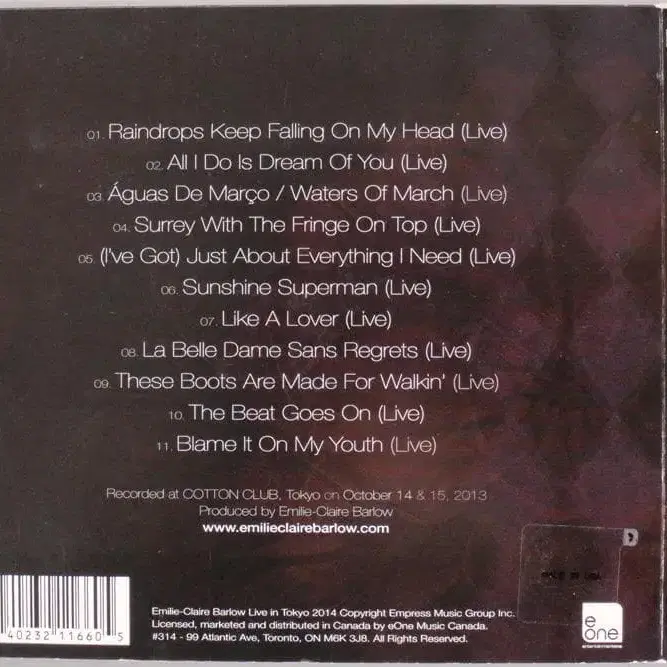 01. Raindrops Keep Falling On My Head (Live)
02. All I Do Is Dream Of You (Live)
03. Águas De Março / Waters Of March (Live)
04. Surrey With The Fringe On Top (Live)
05. (I've Got) Just About Everything I Need (Live)
06. Sunshine Superman (Live)
07. Like A Lover (Live)
08. La Belle Dame Sans Regrets (Live)
09. These Boots Are Made For Walkin' (Live)
10. The Beat Goes On (Live)
11. Blame It On My Youth (Live)
Recorded at COTTON CLUB, Tokyo on October 14 & 15, 2013
Produced by Emilie-Claire Barlow
www.emilieclairebarlow.com
Emilie-Claire Barlow Live in Tokyo 2014 Copyright Empress Music Group Inc.
Licensed, marketed and distributed in Canada by eOne Music Canada.
#314 - 99 Atlantic Ave, Toronto, ON M6K 3J8. All Rights Reserved.
40232 11660 5
e one
entertainment